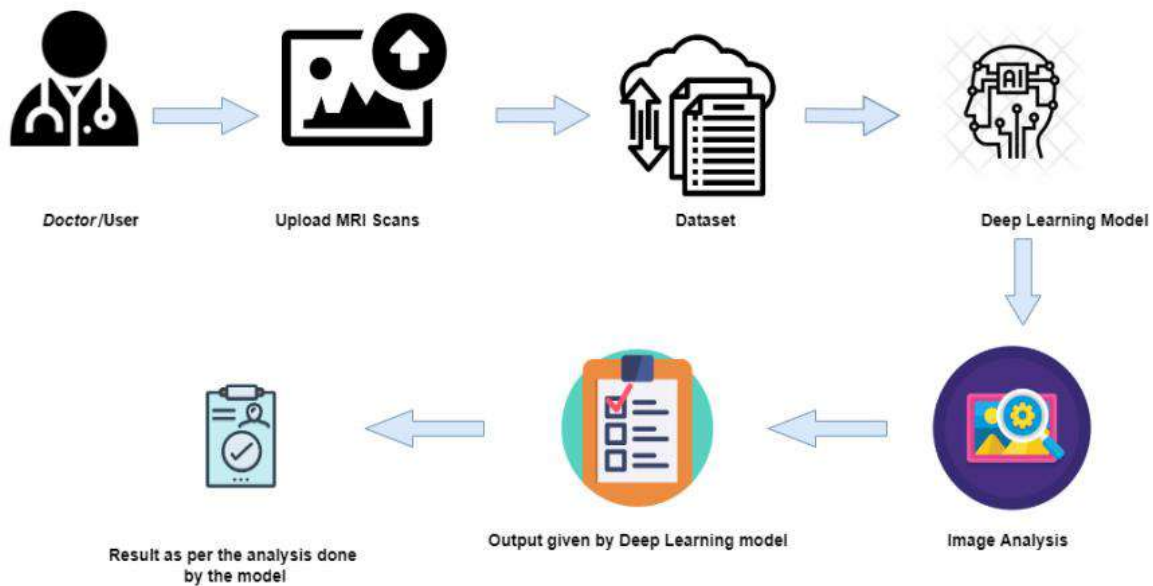 AI
Doctor/User
Upload MRI Scans
Dataset
Deep Learning Model
Result as per the analysis done
by the model
Output given by Deep Learning model
Image Analysis